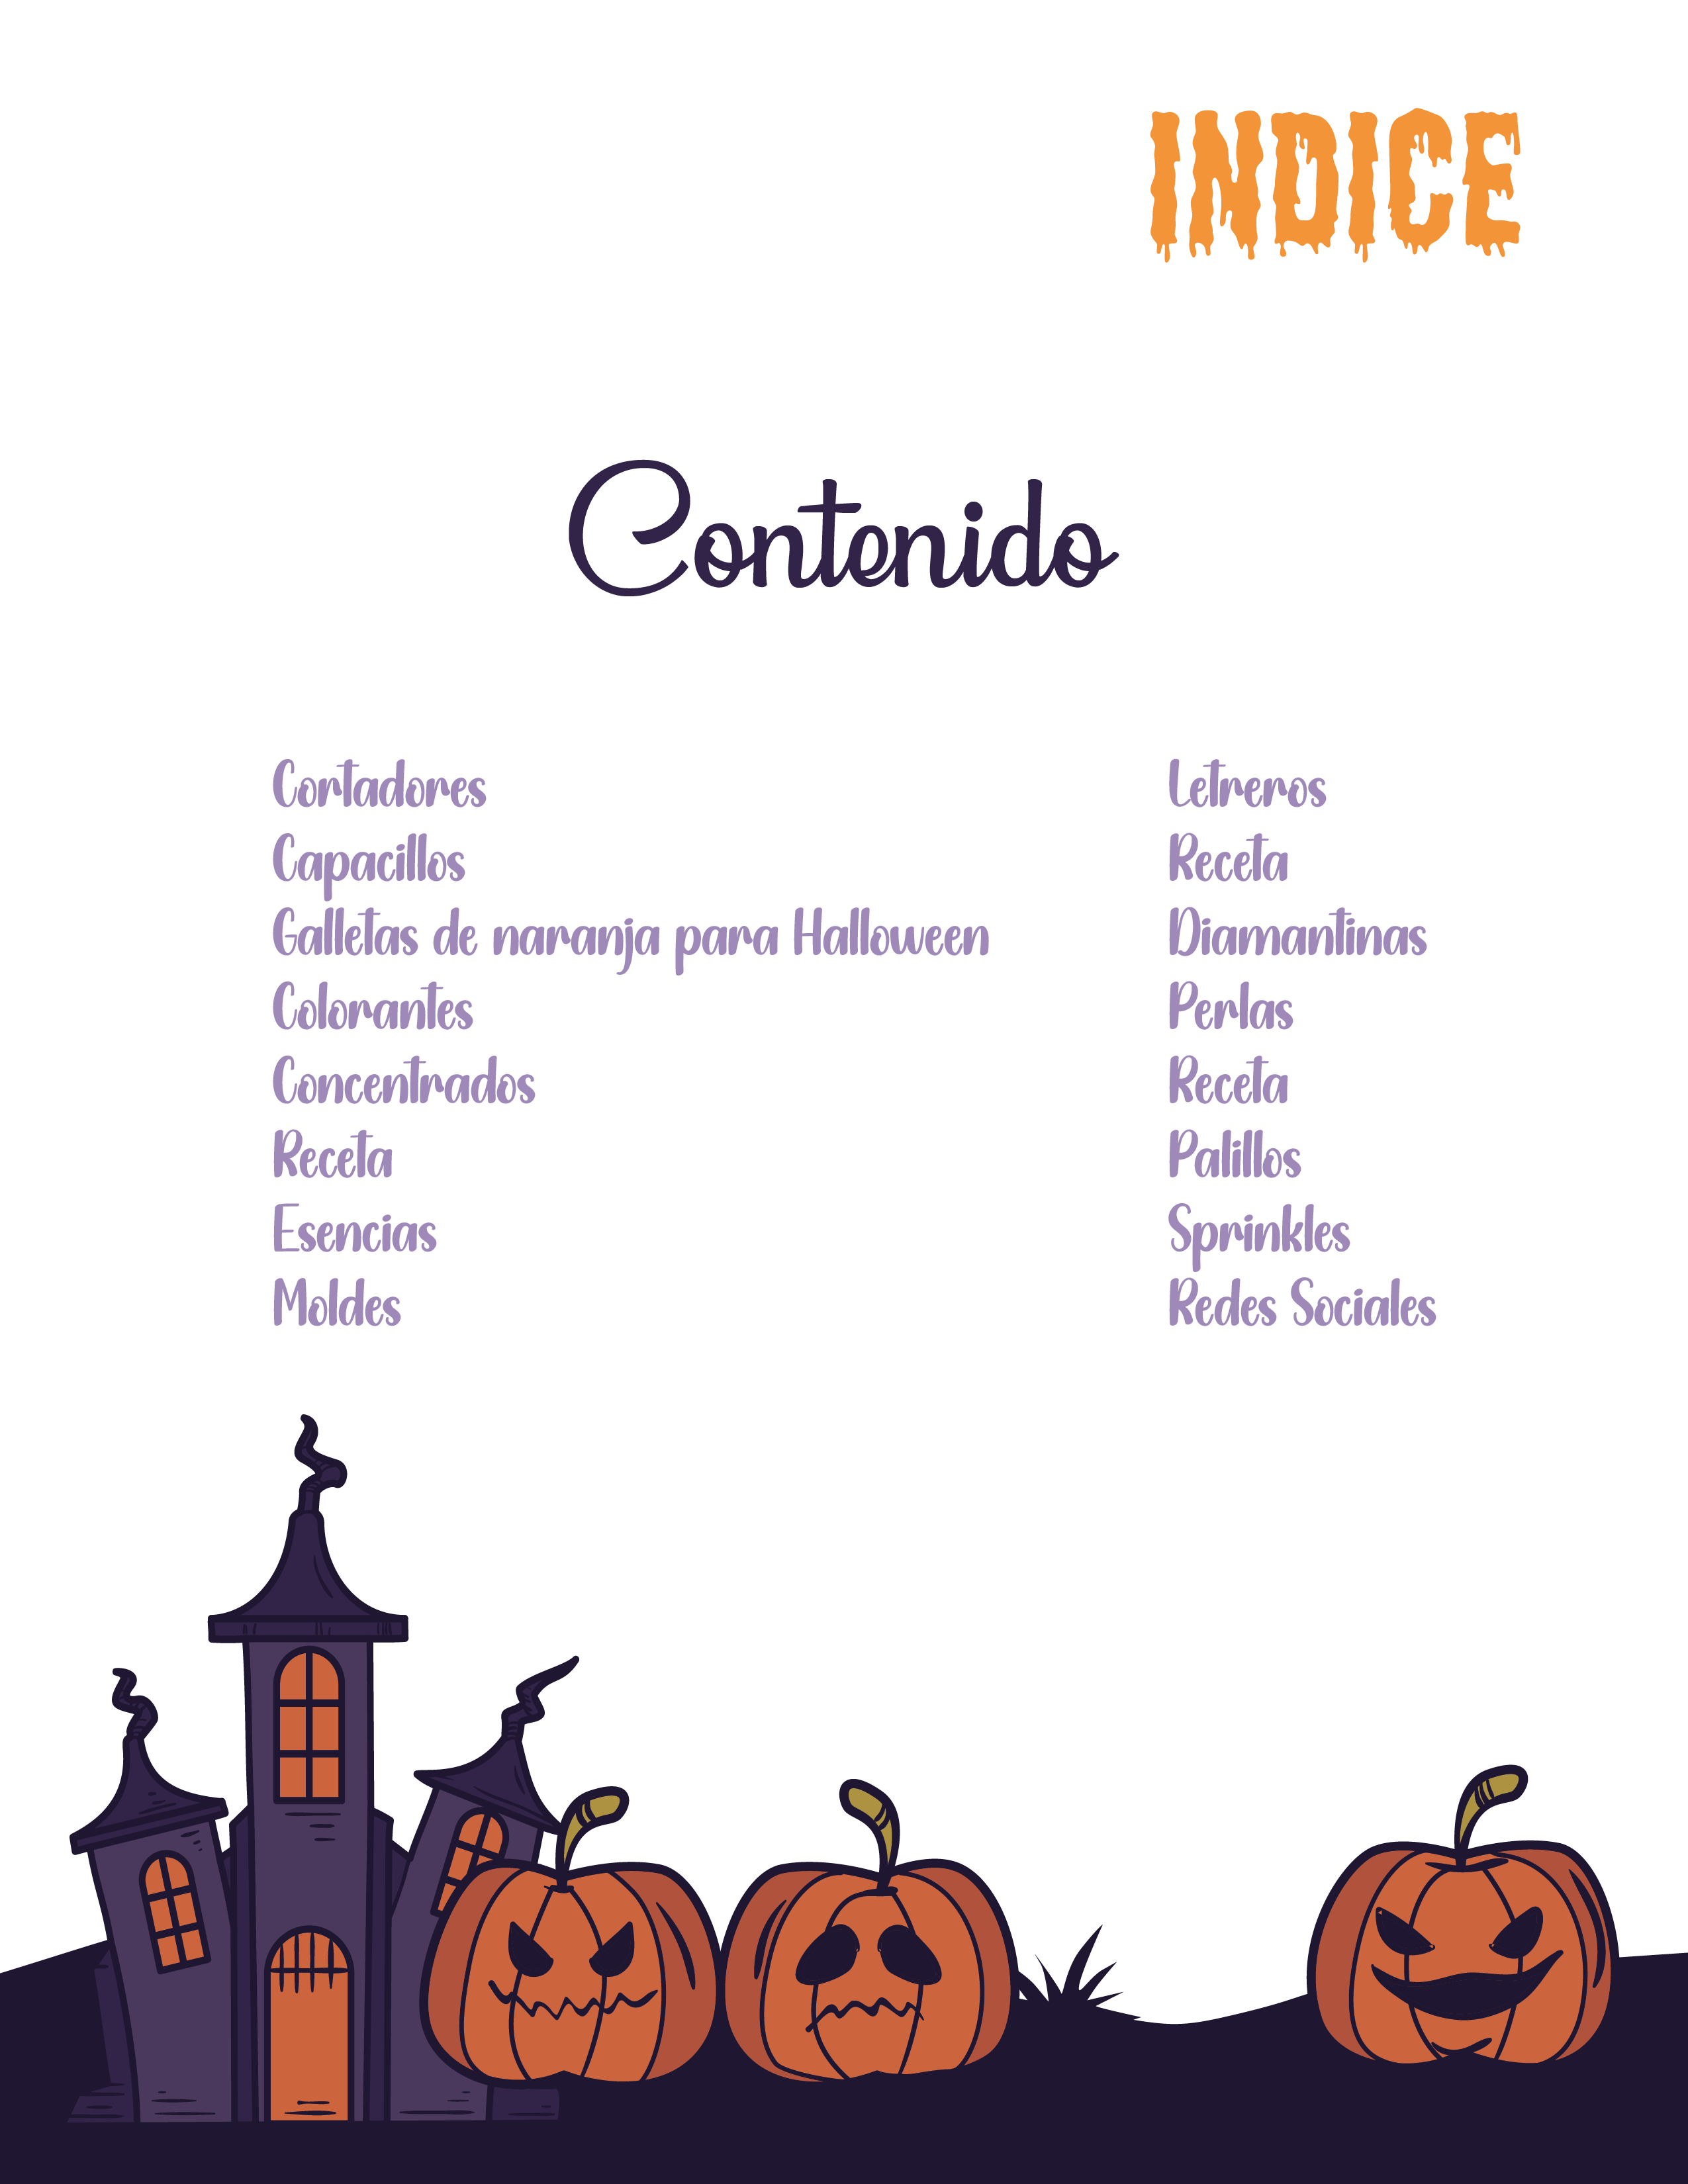 INDICE
Contenido
Cortadores
Capacillos
Galletas de naranja para Halloween
Colorantes
Concentrados
Receta
Esencias
Moldes
Letreros
Receta
Diamantinas
Perlas
Receta
Palillos
Sprinkles
Redes Sociales